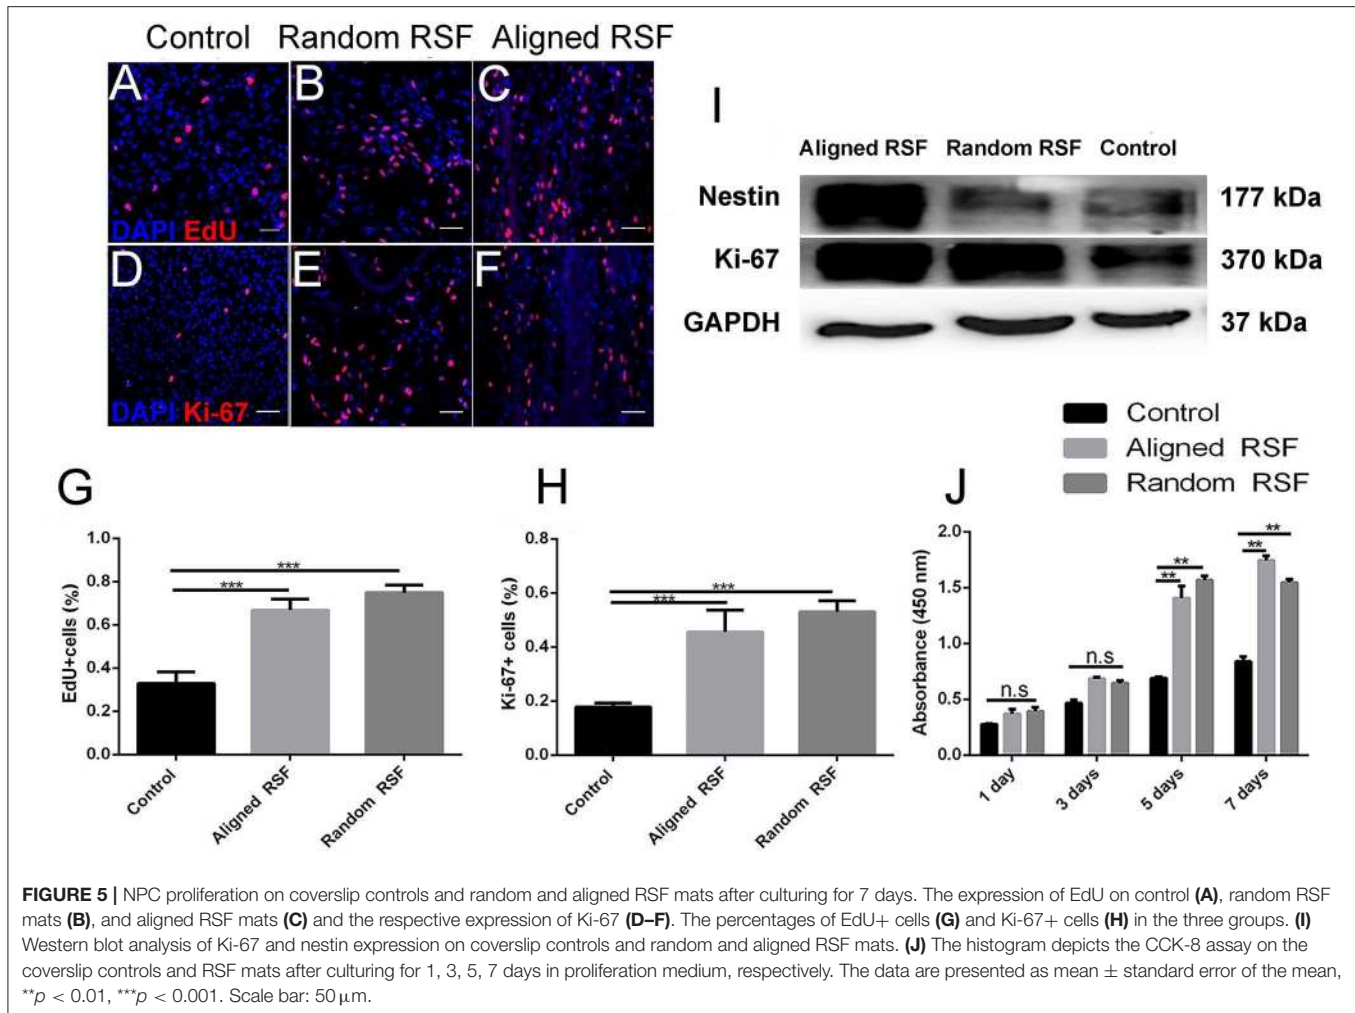 Control Random RSF Aligned RSF
A B C
DAPI EdU
D E F
DAPI Ki-67
I
Aligned RSF Random RSF Control
Nestin 177 kDa
Ki-67 370 kDa
GAPDH 37 kDa
Control
Aligned RSF
Random RSF
G
EdU+cells (%)
1.0
0.8
0.6
0.4
0.2
0.0
***
***
Control
Aligned RSF
Random RSF
H
Ki-67+ cells (%)
0.8
0.6
0.4
0.2
0.0
***
***
Control
Aligned RSF
Random RSF
J
Absorbance (450 nm)
2.0
1.5
1.0
0.5
0.0
n.s
n.s
**
**
**
**
1 day
3 days
5 days
7 days
FIGURE 5 | NPC proliferation on coverslip controls and random and aligned RSF mats after culturing for 7 days. The expression of EdU on control (A), random RSF
mats (B), and aligned RSF mats (C) and the respective expression of Ki-67 (D–F). The percentages of EdU+ cells (G) and Ki-67+ cells (H) in the three groups. (I)
Western blot analysis of Ki-67 and nestin expression on coverslip controls and random and aligned RSF mats. (J) The histogram depicts the CCK-8 assay on the
coverslip controls and RSF mats after culturing for 1, 3, 5, 7 days in proliferation medium, respectively. The data are presented as mean ± standard error of the mean,
**p < 0.01, ***p < 0.001. Scale bar: 50 μm.